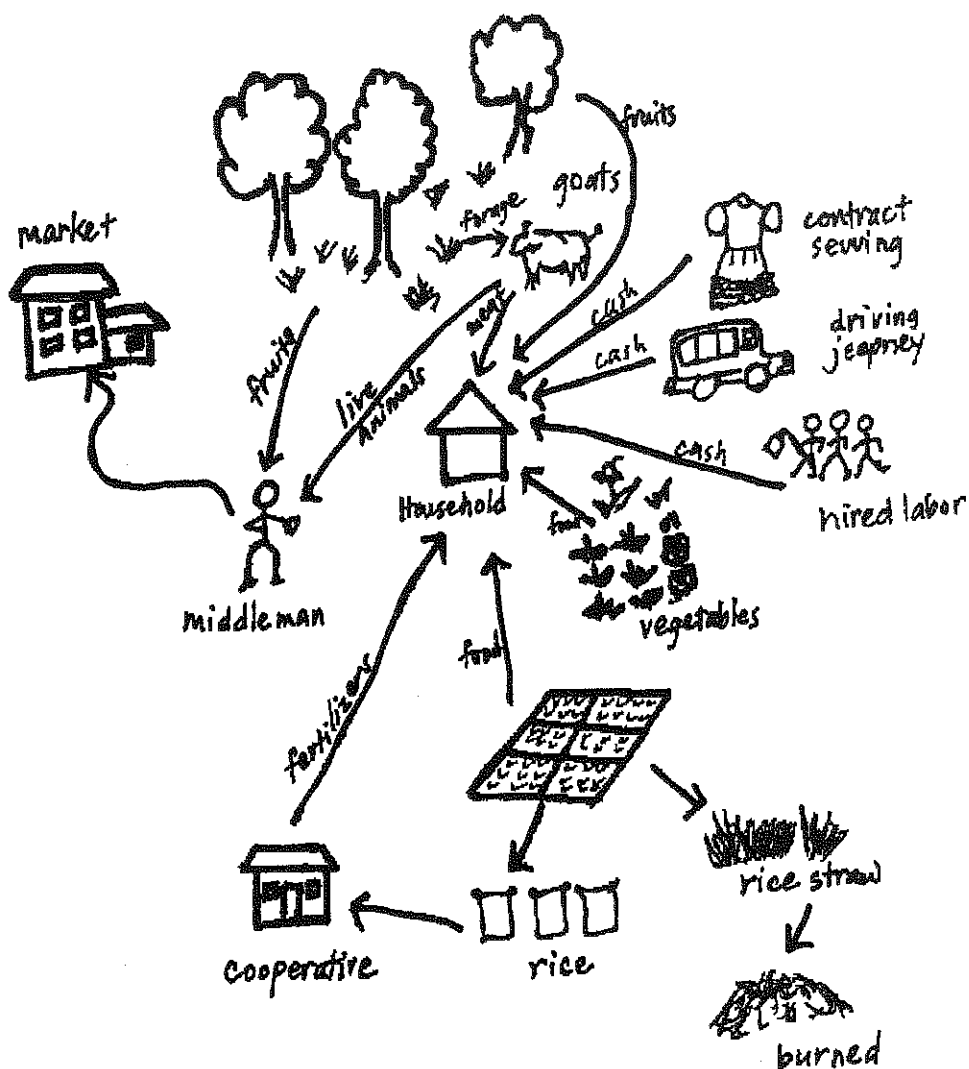 fruits
goats
forage
market
contract
sewing
cash
meat
driving
jeepney
cash
fruits
live
animals
cash
Household
hired labor
food
middleman
vegetables
food
fertilizers
rice straw
cooperative
rice
burned